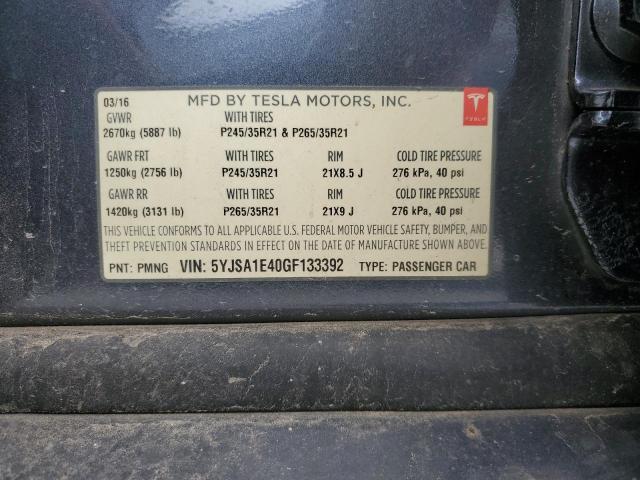 03/16 MFD BY TESLA MOTORS, INC.
GVWR WITH TIRES
2670kg (5887 lb) P245/35R21 & P265/35R21
TESLA
GAWR FRT WITH TIRES RIM COLD TIRE PRESSURE
1250kg (2756 lb) P245/35R21 21X8.5 J 276 kPa, 40 psi
GAWR RR WITH TIRES RIM COLD TIRE PRESSURE
1420kg (3131 lb) P265/35R21 21X9 J 276 kPa, 40 psi
THIS VEHICLE CONFORMS TO ALL APPLICABLE U.S. FEDERAL MOTOR VEHICLE SAFETY, BUMPER, AND
THEFT PREVENTION STANDARDS IN EFFECT ON THE DATE OF MANUFACTURE SHOWN ABOVE.
PNT: PMNG VIN: 5YJSA1E40GF133392 TYPE: PASSENGER CAR